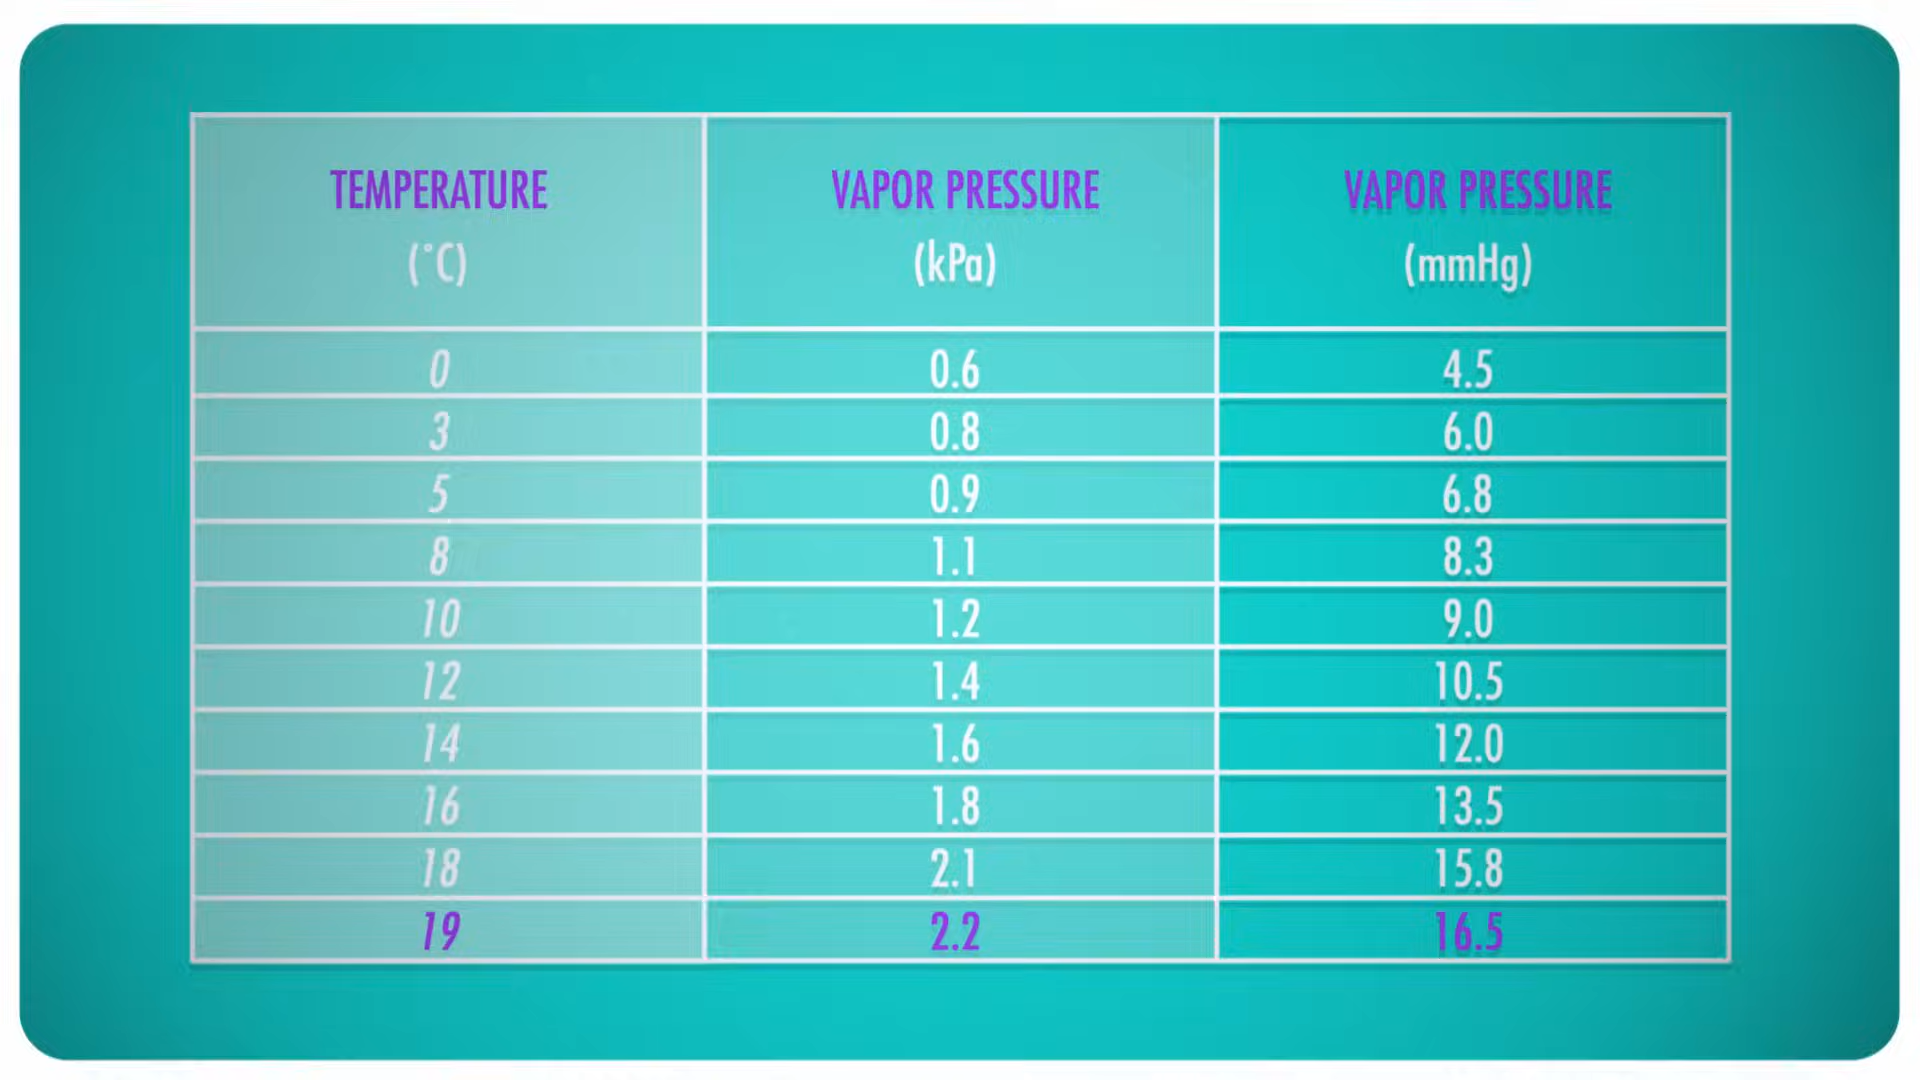 TEMPERATURE VAPOR PRESSURE VAPOR PRESSURE
(°C) (kPa) (mmHg)
0 0.6 4.5
3 0.8 6.0
5 0.9 6.8
8 1.1 8.3
10 1.2 9.0
12 1.4 10.5
14 1.6 12.0
16 1.8 13.5
18 2.1 15.8
19 2.2 16.5